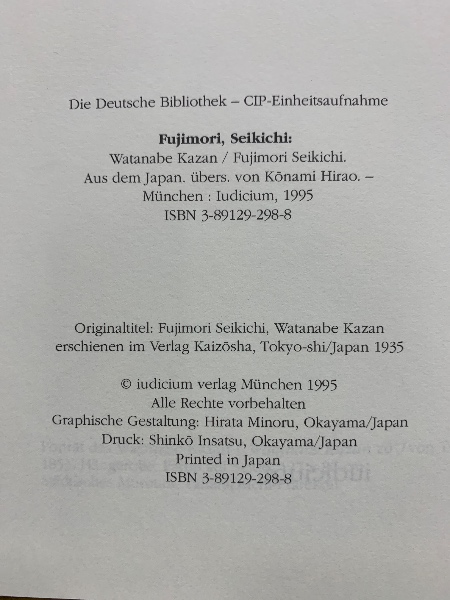 Die Deutsche Bibliothek – CIP-Einheitsaufnahme
Fujimori, Seikichi:
Watanabe Kazan / Fujimori Seikichi.
Aus dem Japan. übers. von Kōnami Hirao. –
München : Iudicium, 1995
ISBN 3-89129-298-8
Originaltitel: Fujimori Seikichi, Watanabe Kazan
erschienen im Verlag Kaizōsha, Tokyo-shi/Japan 1935
© iudicium verlag München 1995
Alle Rechte vorbehalten
Graphische Gestaltung: Hirata Minoru, Okayama/Japan
Druck: Shinkō Insatsu, Okayama/Japan
Printed in Japan
ISBN 3-89129-298-8